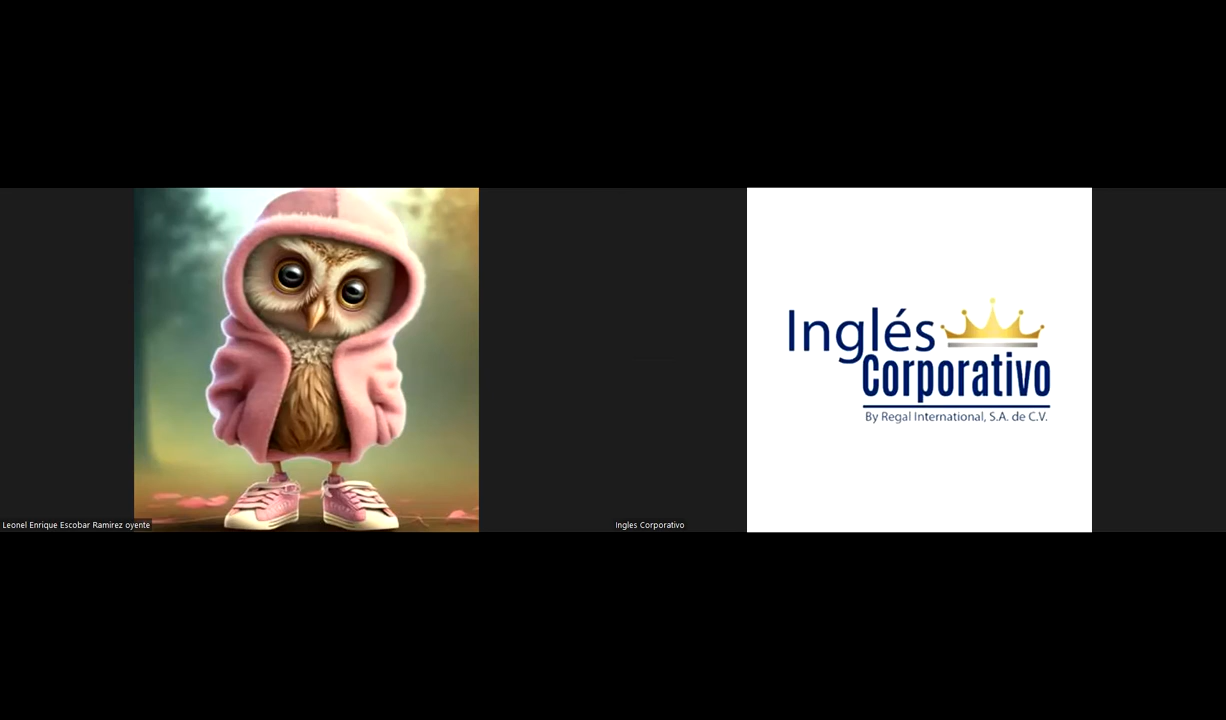 Inglés
Corporativo
By Regal International, S.A. de C.V.
Leonel Enrique Escobar Ramirez oyente
Ingles Corporativo